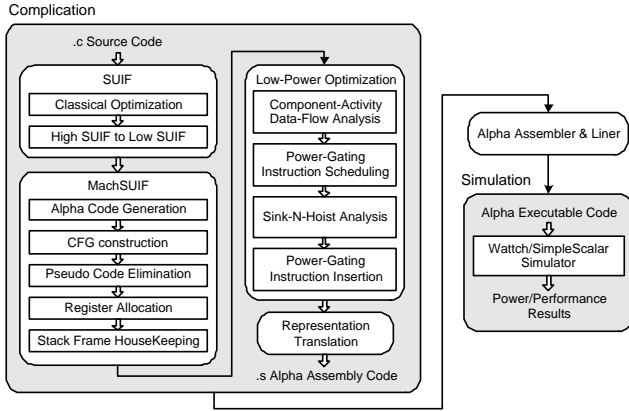 Complication
.c Source Code
SUIF
Classical Optimization
High SUIF to Low SUIF
MachSUIF
Alpha Code Generation
CFG construction
Pseudo Code Elimination
Register Allocation
Stack Frame HouseKeeping
Low-Power Optimization
Component-Activity
Data-Flow Analysis
Power-Gating
Instruction Scheduling
Sink-N-Hoist Analysis
Power-Gating
Instruction Insertion
Representation
Translation
.s Alpha Assembly Code
Alpha Assembler & Liner
Simulation
Alpha Executable Code
Wattch/SimpleScalar
Simulator
Power/Performance
Results